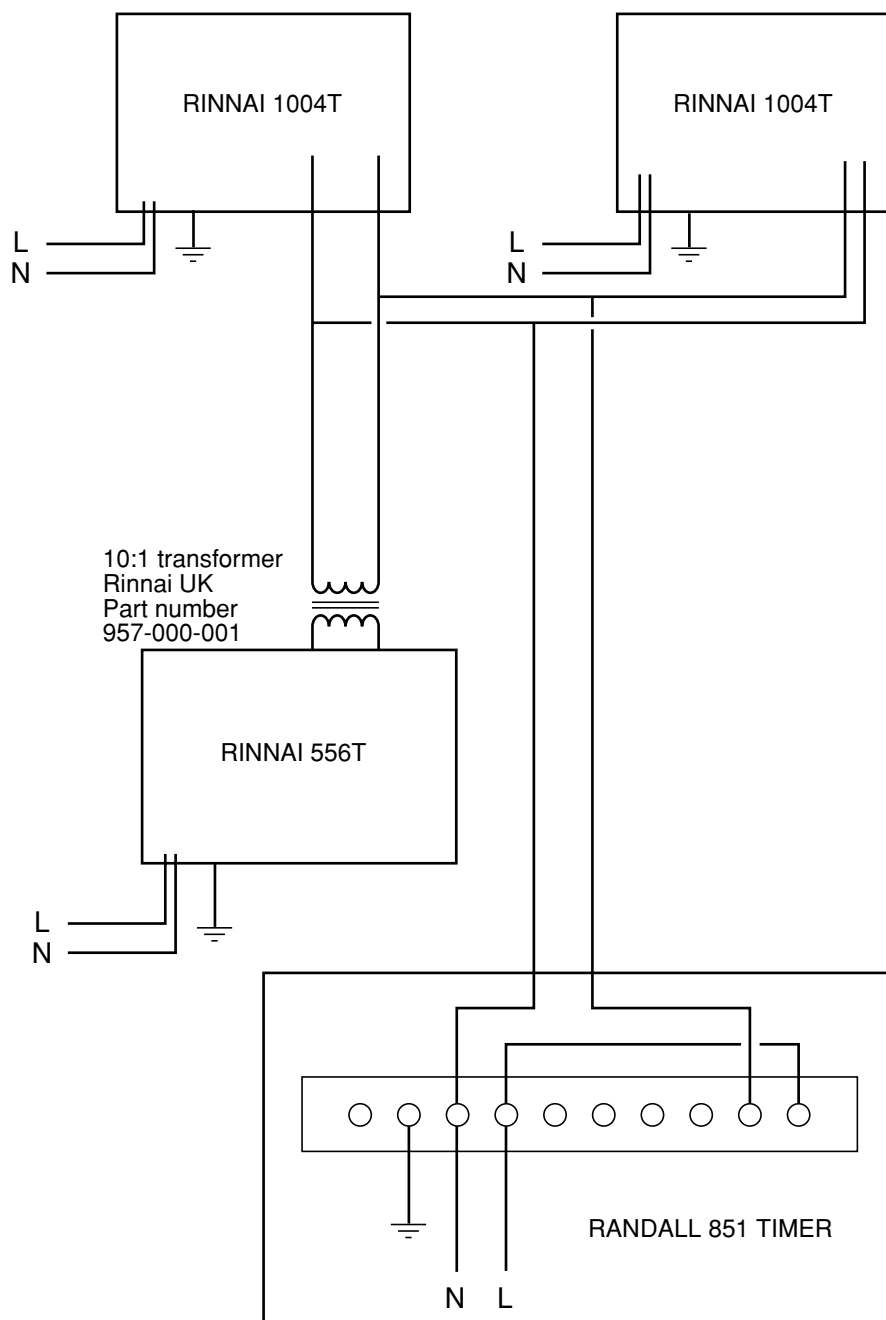 RINNAI 1004T
RINNAI 1004T
L
N
L
N
10:1 transformer
Rinnai UK
Part number
957-000-001
RINNAI 556T
L
N
RANDALL 851 TIMER
N L